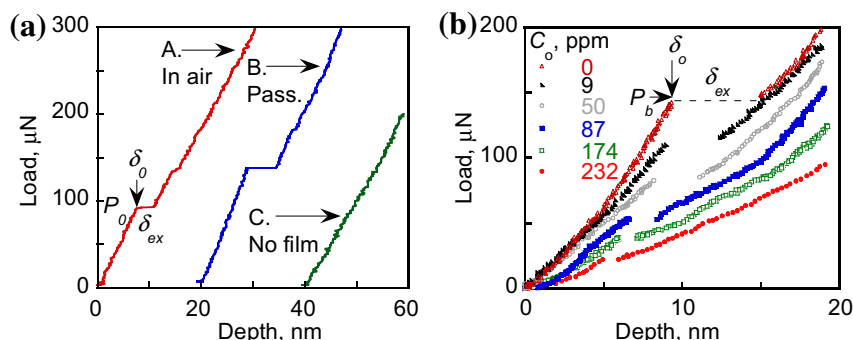 (a)
300
200
100
0
Load, μN
A.
In air
B.
Pass.
C.
No film
δ0
P0
δex
0 20 40 60
Depth, nm
(b)
200
100
0
Load, μN
Co, ppm
0
9
50
87
174
232
δo
δex
Pb
0 10 20
Depth, nm